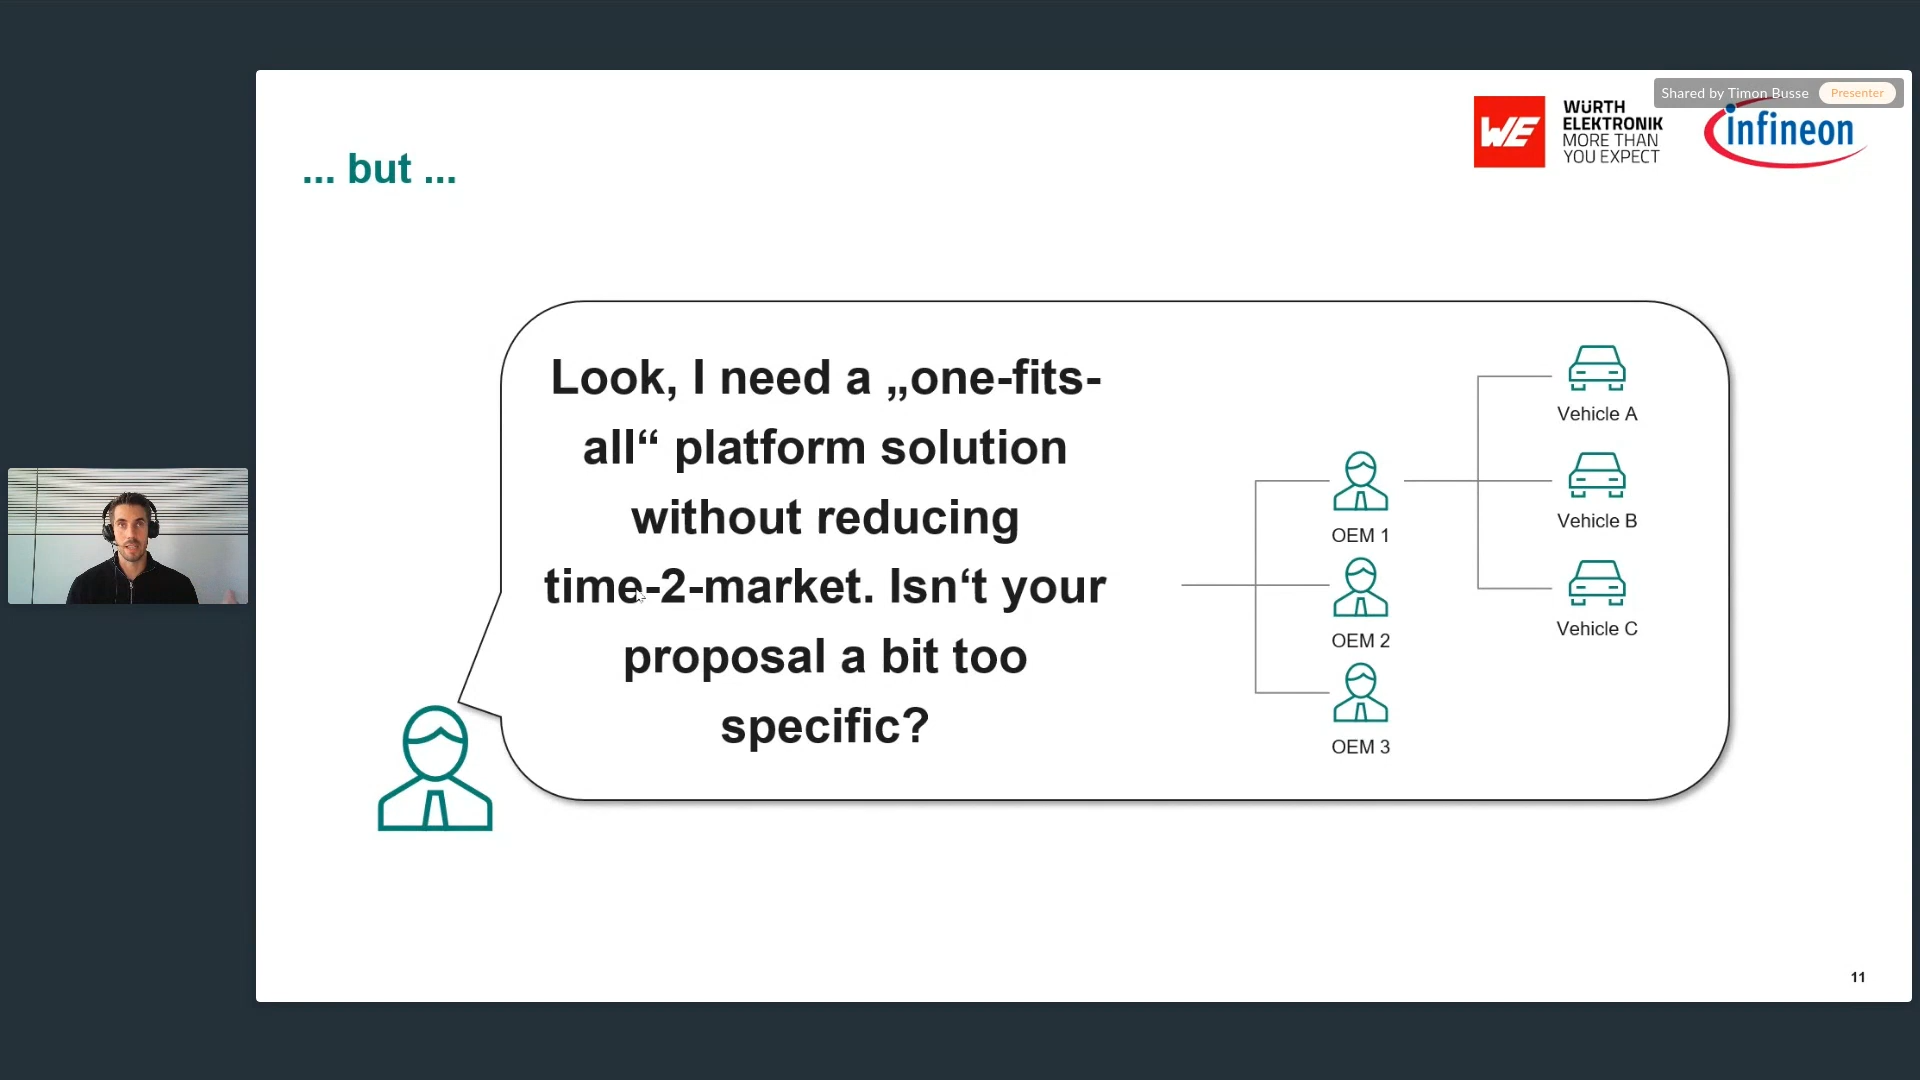 Shared by Timon Busse Presenter
WÜRTH
ELEKTRONIK
MORE THAN
YOU EXPECT
WE
infineon
... but ...
Look, I need a „one-fits-
all“ platform solution
without reducing
time-2-market. Isn‘t your
proposal a bit too
specific?
OEM 1
OEM 2
OEM 3
Vehicle A
Vehicle B
Vehicle C
11